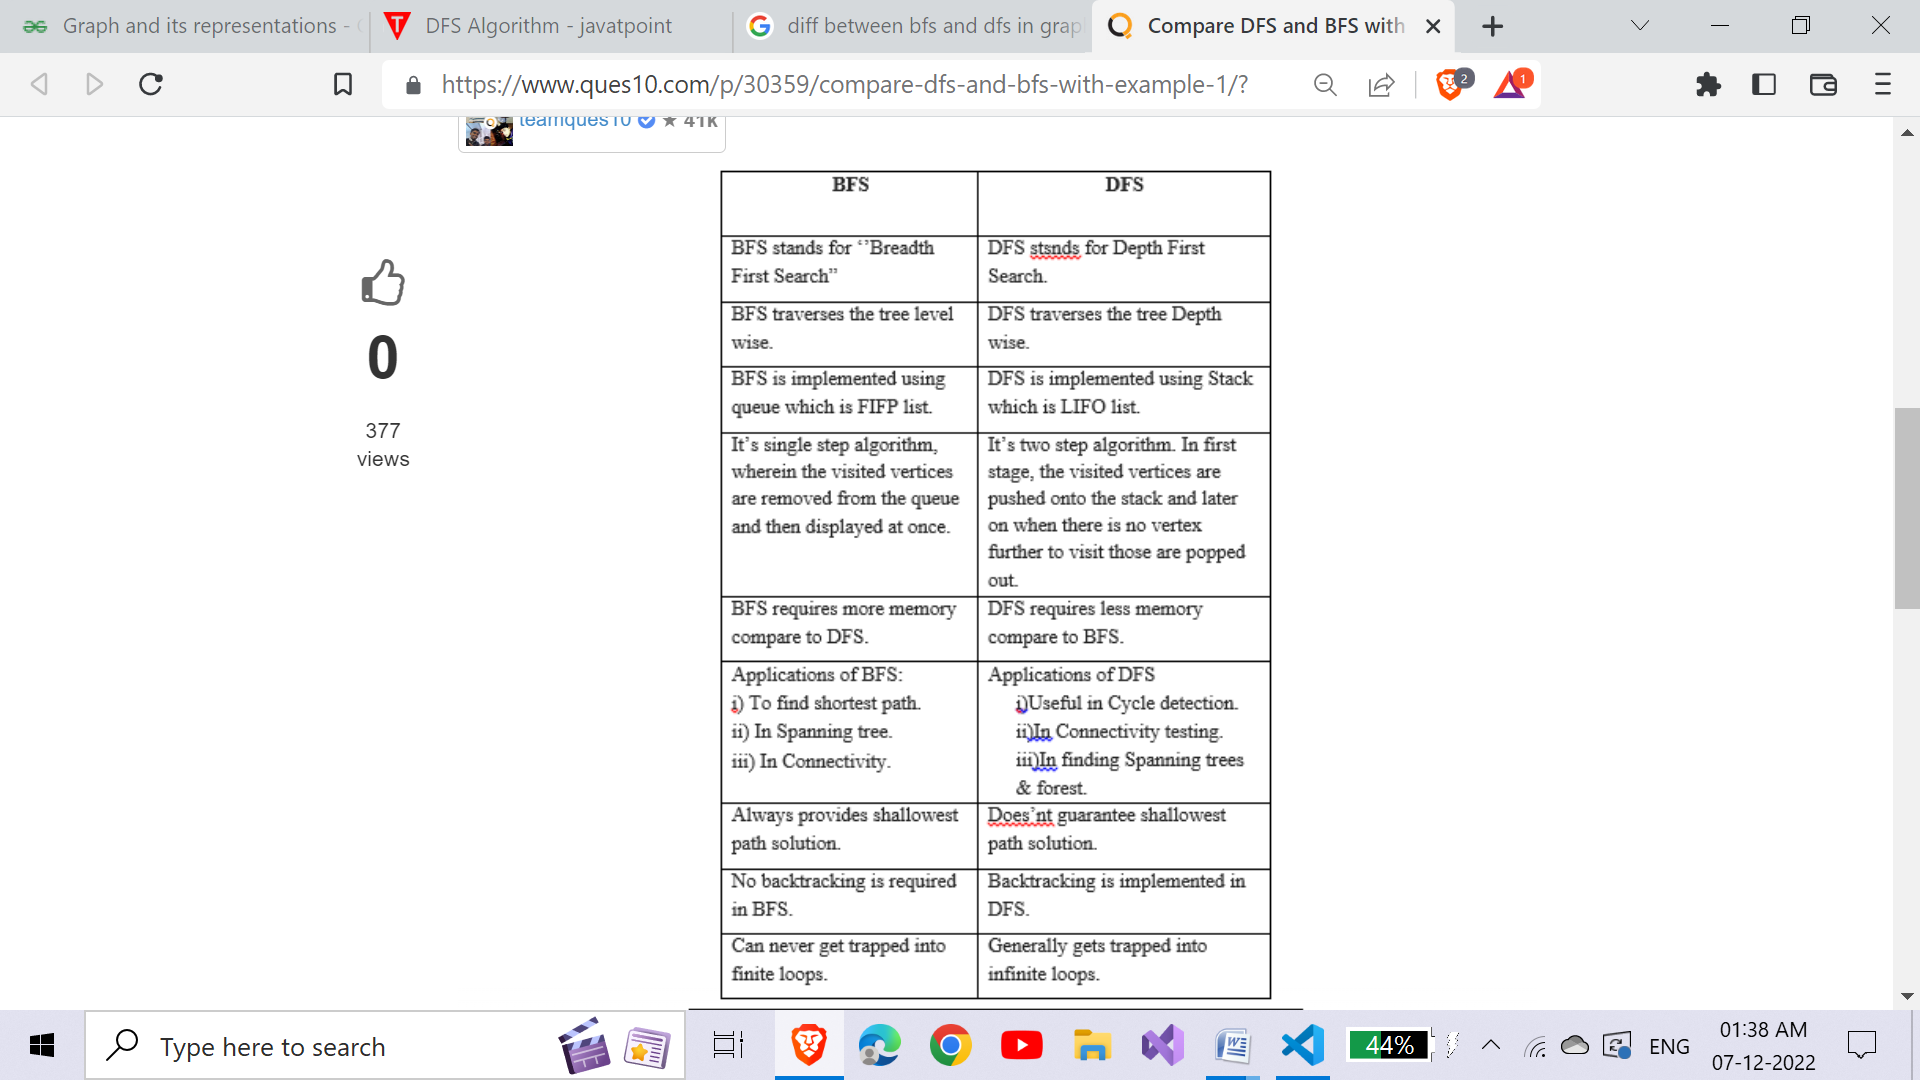 Graph and its representations -
DFS Algorithm - javatpoint
diff between bfs and dfs in grap
Compare DFS and BFS with
https://www.ques10.com/p/30359/compare-dfs-and-bfs-with-example-1/?
2
1
teamques10 ★ 41k
0
377
views
BFS
DFS
BFS stands for ‘’Breadth
First Search”
DFS stsnds for Depth First
Search.
BFS traverses the tree level
wise.
DFS traverses the tree Depth
wise.
BFS is implemented using
queue which is FIFP list.
DFS is implemented using Stack
which is LIFO list.
It’s single step algorithm,
wherein the visited vertices
are removed from the queue
and then displayed at once.
It’s two step algorithm. In first
stage, the visited vertices are
pushed onto the stack and later
on when there is no vertex
further to visit those are popped
out.
BFS requires more memory
compare to DFS.
DFS requires less memory
compare to BFS.
Applications of BFS:
i) To find shortest path.
ii) In Spanning tree.
iii) In Connectivity.
Applications of DFS
i)Useful in Cycle detection.
ii)In Connectivity testing.
iii)In finding Spanning trees
& forest.
Always provides shallowest
path solution.
Does’nt guarantee shallowest
path solution.
No backtracking is required
in BFS.
Backtracking is implemented in
DFS.
Can never get trapped into
finite loops.
Generally gets trapped into
infinite loops.
Type here to search
44%
ENG
01:38 AM
07-12-2022